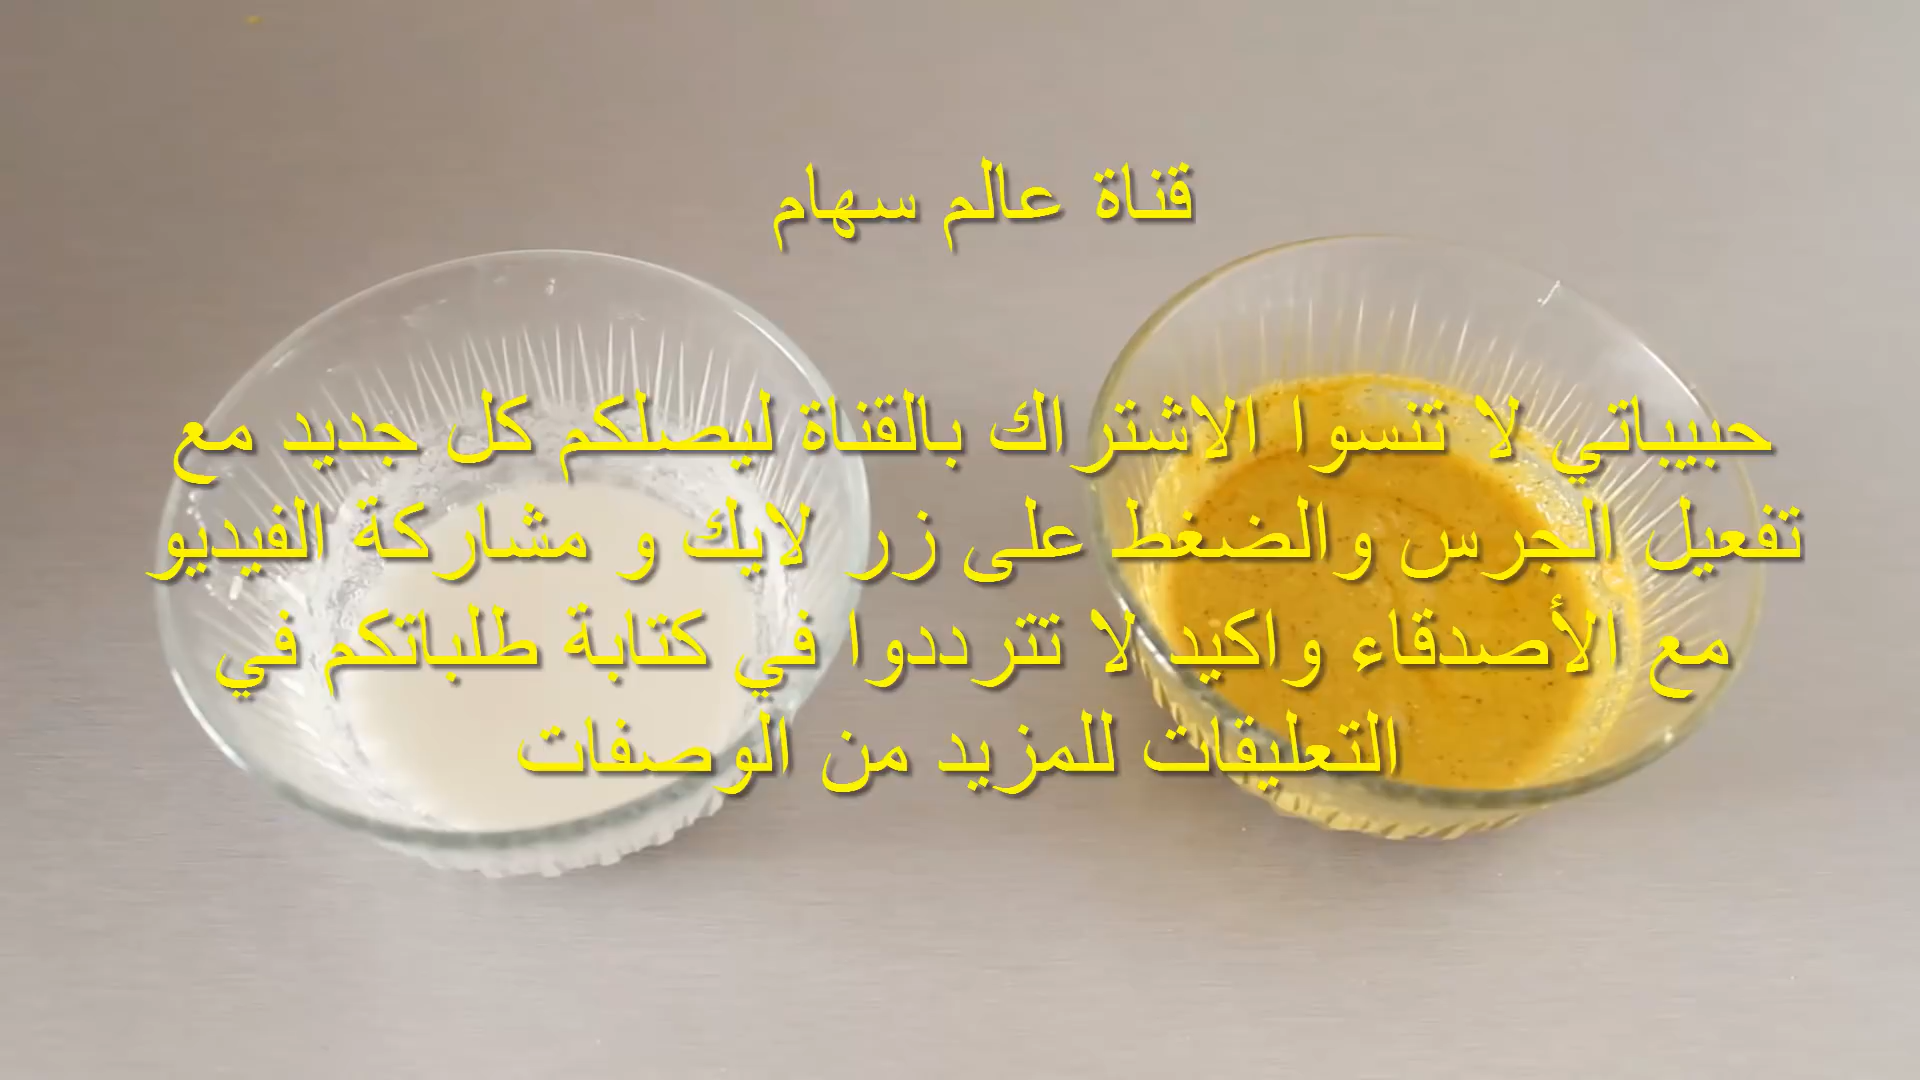 قناة عالم سهام
حبيباتي لا تنسوا الاشتراك بالقناة ليصلكم كل جديد مع
تفعيل الجرس والضغط على زر لايك و مشاركة الفيديو
مع الأصدقاء واكيد لا تترددوا في كتابة طلباتكم في
التعليقات للمزيد من الوصفات